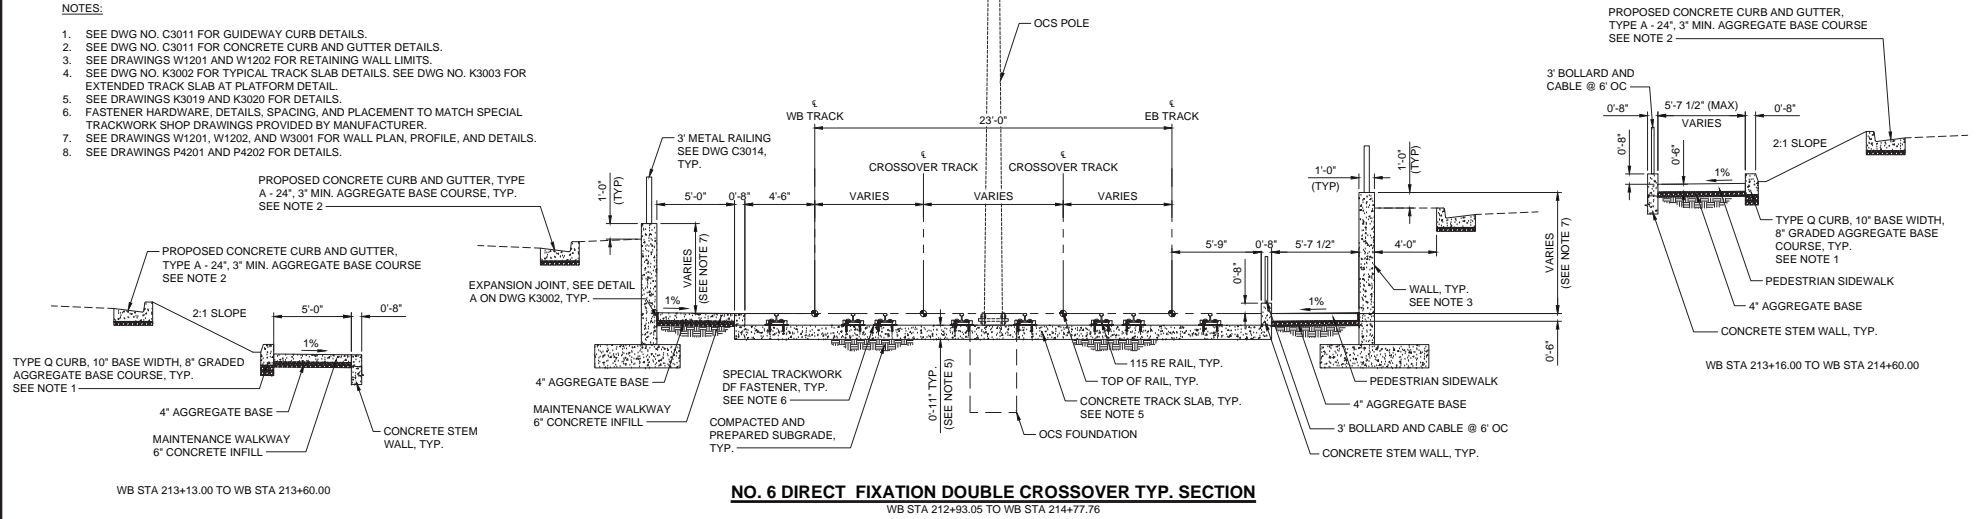 NOTES:
1. SEE DWG NO. C3011 FOR GUIDEWAY CURB DETAILS.
2. SEE DWG NO. C3011 FOR CONCRETE CURB AND GUTTER DETAILS.
3. SEE DRAWINGS W1201 AND W1202 FOR RETAINING WALL LIMITS.
4. SEE DWG NO. K3002 FOR TYPICAL TRACK SLAB DETAILS. SEE DWG NO. K3003 FOR
EXTENDED TRACK SLAB AT PLATFORM DETAIL.
5. SEE DRAWINGS K3019 AND K3020 FOR DETAILS.
6. FASTENER HARDWARE, DETAILS, SPACING, AND PLACEMENT TO MATCH SPECIAL
TRACKWORK SHOP DRAWINGS PROVIDED BY MANUFACTURER.
7. SEE DRAWINGS W1201, W1202, AND W3001 FOR WALL PLAN, PROFILE, AND DETAILS.
8. SEE DRAWINGS P4201 AND P4202 FOR DETAILS.
PROPOSED CONCRETE CURB AND GUTTER,
TYPE A - 24", 3" MIN. AGGREGATE BASE COURSE
SEE NOTE 2
2:1 SLOPE
5'-0"
0'-8"
1%
TYPE Q CURB, 10" BASE WIDTH, 8" GRADED
AGGREGATE BASE COURSE, TYP.
SEE NOTE 1
4" AGGREGATE BASE
MAINTENANCE WALKWAY
6" CONCRETE INFILL
CONCRETE STEM
WALL, TYP.
WB STA 213+13.00 TO WB STA 213+60.00
PROPOSED CONCRETE CURB AND GUTTER, TYPE
A - 24", 3" MIN. AGGREGATE BASE COURSE, TYP.
SEE NOTE 2
1'-0"
(TYP)
3' METAL RAILING
SEE DWG C3014,
TYP.
5'-0"
0'-8"
4'-6"
VARIES
(SEE NOTE 7)
1%
EXPANSION JOINT, SEE DETAIL
A ON DWG K3002, TYP.
OCS POLE
℄
WB TRACK
23'-0"
℄
EB TRACK
℄
CROSSOVER TRACK
℄
CROSSOVER TRACK
VARIES
VARIES
VARIES
5'-9"
0'-8"
5'-7 1/2"
4'-0"
0'-8"
1%
1'-0"
(TYP)
1'-0"
(TYP)
VARIES
(SEE NOTE 7)
0'-6"
WALL, TYP.
SEE NOTE 3
4" AGGREGATE BASE
MAINTENANCE WALKWAY
6" CONCRETE INFILL
SPECIAL TRACKWORK
DF FASTENER, TYP.
SEE NOTE 6
COMPACTED AND
PREPARED SUBGRADE,
TYP.
0'-11" TYP.
(SEE NOTE 5)
115 RE RAIL, TYP.
TOP OF RAIL, TYP.
CONCRETE TRACK SLAB, TYP.
SEE NOTE 5
OCS FOUNDATION
PEDESTRIAN SIDEWALK
4" AGGREGATE BASE
3' BOLLARD AND CABLE @ 6' OC
CONCRETE STEM WALL, TYP.
NO. 6 DIRECT FIXATION DOUBLE CROSSOVER TYP. SECTION
WB STA 212+93.05 TO WB STA 214+77.76
PROPOSED CONCRETE CURB AND GUTTER,
TYPE A - 24", 3" MIN. AGGREGATE BASE COURSE
SEE NOTE 2
3' BOLLARD AND
CABLE @ 6' OC
0'-8"
5'-7 1/2" (MAX)
VARIES
0'-8"
0'-8"
0'-6"
1%
2:1 SLOPE
TYPE Q CURB, 10" BASE WIDTH,
8" GRADED AGGREGATE BASE
COURSE, TYP.
SEE NOTE 1
PEDESTRIAN SIDEWALK
4" AGGREGATE BASE
CONCRETE STEM WALL, TYP.
WB STA 213+16.00 TO WB STA 214+60.00